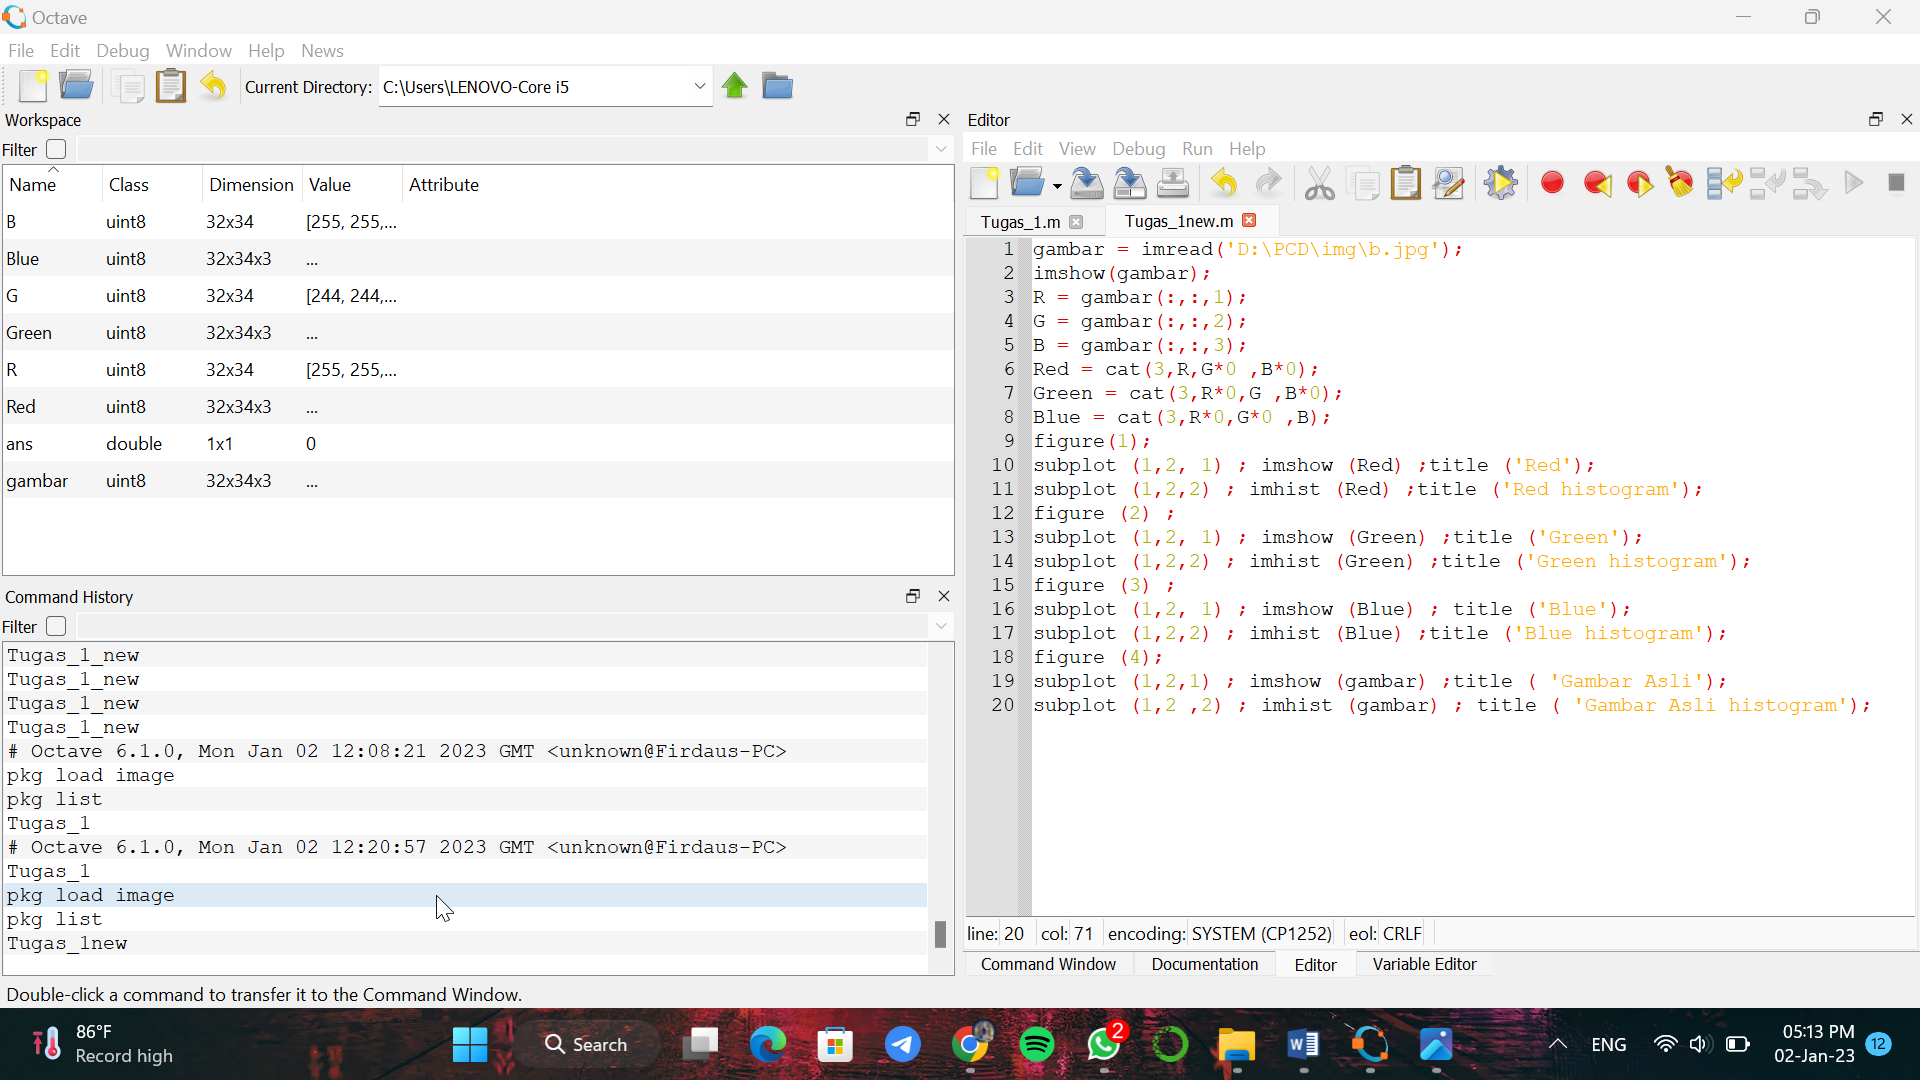 Octave
File Edit Debug Window Help News
Current Directory: C:\Users\LENOVO-Core i5
Workspace
Filter
Name Class Dimension Value Attribute
B uint8 32x34 [255, 255,...
Blue uint8 32x34x3 ...
G uint8 32x34 [244, 244,...
Green uint8 32x34x3 ...
R uint8 32x34 [255, 255,...
Red uint8 32x34x3 ...
ans double 1x1 0
gambar uint8 32x34x3 ...
Command History
Filter
Tugas_1_new
Tugas_1_new
Tugas_1_new
Tugas_1_new
# Octave 6.1.0, Mon Jan 02 12:08:21 2023 GMT <unknown@Firdaus-PC>
pkg load image
pkg list
Tugas_1
# Octave 6.1.0, Mon Jan 02 12:20:57 2023 GMT <unknown@Firdaus-PC>
Tugas_1
pkg load image
pkg list
Tugas_1new
Double-click a command to transfer it to the Command Window.
Editor
File Edit View Debug Run Help
Tugas_1.m Tugas_1new.m
1 gambar = imread('D:\PCD\img\b.jpg');
2 imshow(gambar);
3 R = gambar(:,:,1);
4 G = gambar(:,:,2);
5 B = gambar(:,:,3);
6 Red = cat(3,R,G*0 ,B*0);
7 Green = cat(3,R*0,G ,B*0);
8 Blue = cat(3,R*0,G*0 ,B);
9 figure(1);
10 subplot (1,2, 1) ; imshow (Red) ;title ('Red');
11 subplot (1,2,2) ; imhist (Red) ;title ('Red histogram');
12 figure (2) ;
13 subplot (1,2, 1) ; imshow (Green) ;title ('Green');
14 subplot (1,2,2) ; imhist (Green) ;title ('Green histogram');
15 figure (3) ;
16 subplot (1,2, 1) ; imshow (Blue) ; title ('Blue');
17 subplot (1,2,2) ; imhist (Blue) ;title ('Blue histogram');
18 figure (4);
19 subplot (1,2,1) ; imshow (gambar) ;title ( 'Gambar Asli');
20 subplot (1,2 ,2) ; imhist (gambar) ; title ( 'Gambar Asli histogram');
line: 20 col: 71 encoding: SYSTEM (CP1252) eol: CRLF
Command Window Documentation Editor Variable Editor
86°F
Record high
Search
2
W
ENG
05:13 PM
02-Jan-23
12